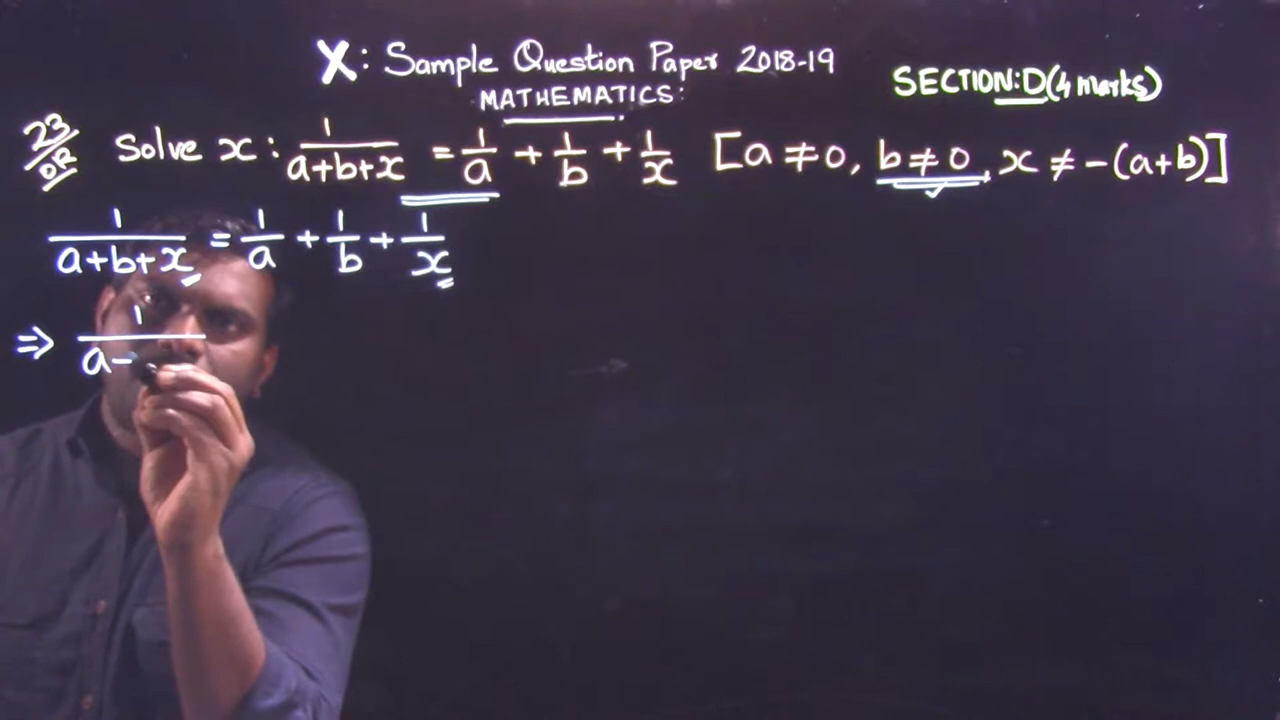 X: Sample Question Paper 2018-19
MATHEMATICS:
SECTION:D(4 marks)
23/OR Solve x: 1/(a+b+x) = 1/a + 1/b + 1/x [a ≠ 0, b ≠ 0, x ≠ -(a+b)]
1/(a+b+x) = 1/a + 1/b + 1/x
⇒ 1/(a-